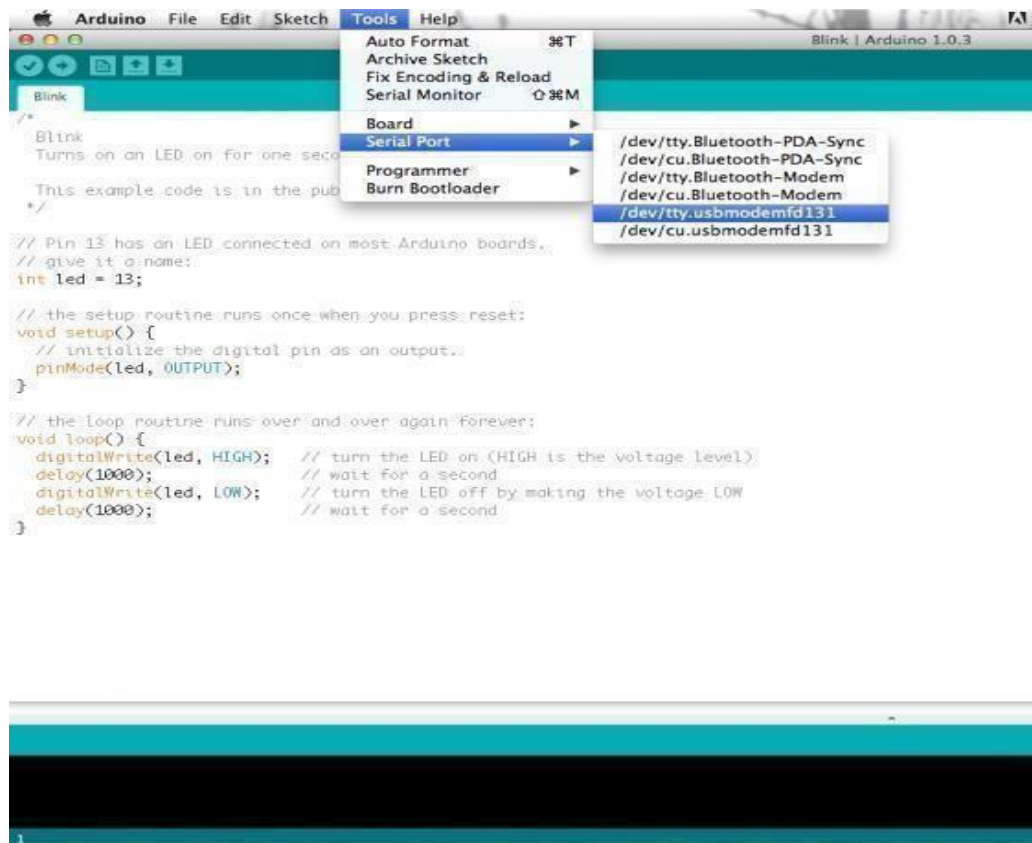 Arduino File Edit Sketch Tools Help
Blink | Arduino 1.0.3
Auto Format ⌘T
Archive Sketch
Fix Encoding & Reload
Serial Monitor ⇧⌘M
Board
Serial Port
Programmer
Burn Bootloader
/dev/tty.Bluetooth-PDA-Sync
/dev/cu.Bluetooth-PDA-Sync
/dev/tty.Bluetooth-Modem
/dev/cu.Bluetooth-Modem
/dev/tty.usbmodemfd131
/dev/cu.usbmodemfd131
Blink
/*
  Blink
  Turns on an LED on for one seco

  This example code is in the pub
 */

// Pin 13 has an LED connected on most Arduino boards.
// give it a name:
int led = 13;

// the setup routine runs once when you press reset:
void setup() {
  // initialize the digital pin as an output.
  pinMode(led, OUTPUT);
}

// the loop routine runs over and over again forever:
void loop() {
  digitalWrite(led, HIGH);   // turn the LED on (HIGH is the voltage level)
  delay(1000);               // wait for a second
  digitalWrite(led, LOW);    // turn the LED off by making the voltage LOW
  delay(1000);               // wait for a second
}
1